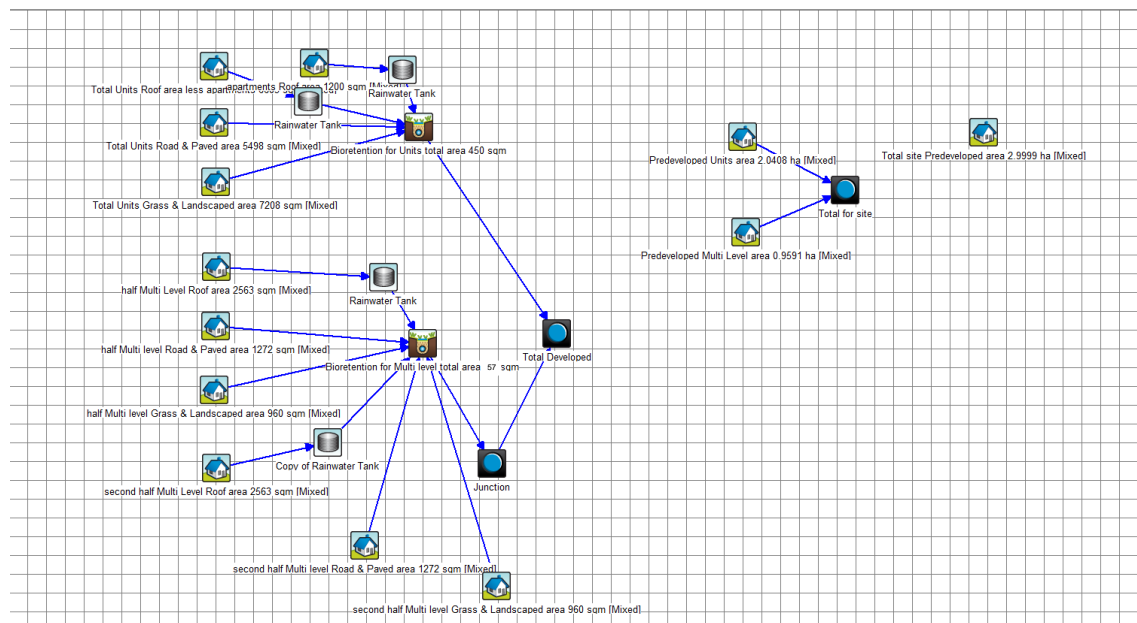 Total Units Roof area less apartments
apartments Roof area 1200 sqm [Mixed]
Rainwater Tank
Rainwater Tank
Total Units Road & Paved area 5498 sqm [Mixed]
Bioretention for Units total area 450 sqm
Total Units Grass & Landscaped area 7208 sqm [Mixed]
Predeveloped Units area 2.0408 ha [Mixed]
Total site Predeveloped area 2.9999 ha [Mixed]
Total for site
Predeveloped Multi Level area 0.9591 ha [Mixed]
half Multi Level Roof area 2563 sqm [Mixed]
Rainwater Tank
half Multi level Road & Paved area 1272 sqm [Mixed]
Total Developed
Bioretention for Multi level total area 57 sqm
half Multi level Grass & Landscaped area 960 sqm [Mixed]
Copy of Rainwater Tank
second half Multi Level Roof area 2563 sqm [Mixed]
Junction
second half Multi level Road & Paved area 1272 sqm [Mixed]
second half Multi level Grass & Landscaped area 960 sqm [Mixed]